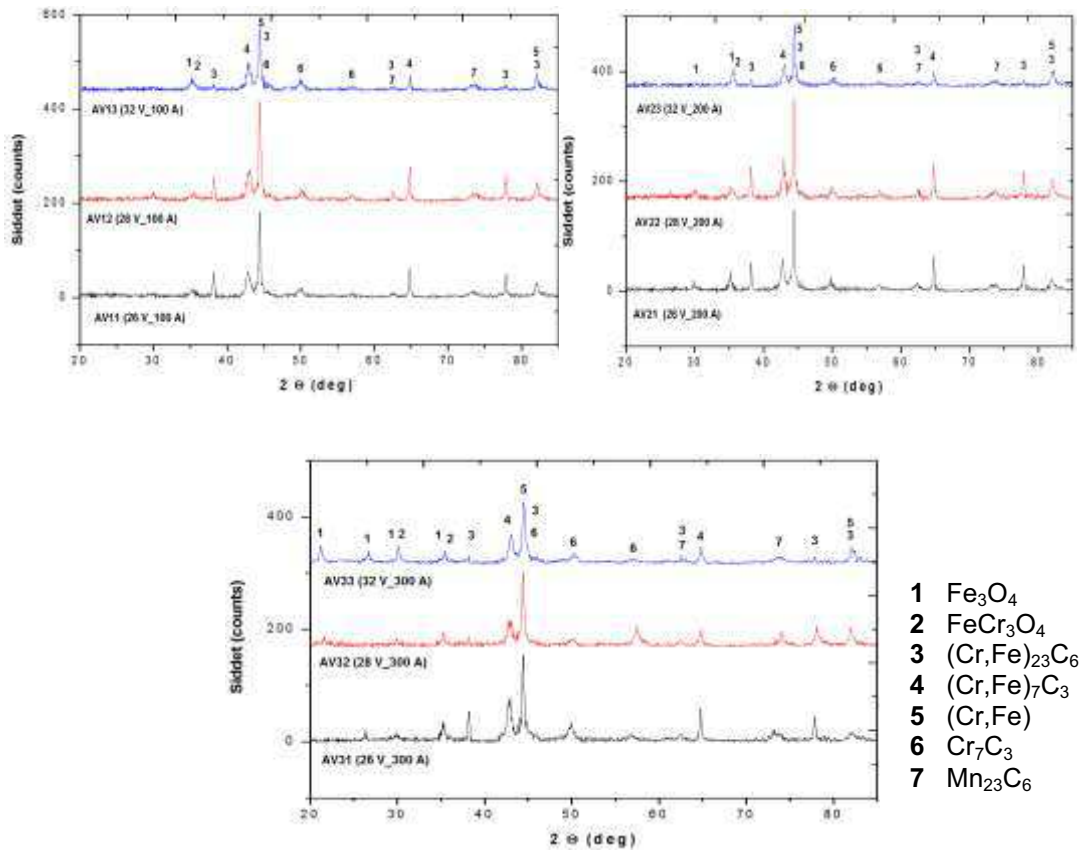 600
400
200
0
Siddet (counts)
1 2 3 4 5 3 6 6 6 3 7 4 7 3 5 3
AV13 (32 V_100 A)
AV12 (28 V_100 A)
AV11 (26 V_100 A)
20 30 40 50 60 70 80
2 Θ (deg)
400
200
0
Siddet (counts)
1 1 2 3 4 5 3 6 6 6 3 7 4 7 3 5 3
AV23 (32 V_200 A)
AV22 (28 V_200 A)
AV21 (26 V_200 A)
20 30 40 50 60 70 80
2 Θ (deg)
400
200
0
Siddet (counts)
1 1 1 2 1 2 3 4 5 3 6 6 6 3 7 4 7 3 5 3
AV33 (32 V_300 A)
AV32 (28 V_300 A)
AV31 (26 V_300 A)
20 30 40 50 60 70 80
2 Θ (deg)
1 Fe₃O₄
2 FeCr₃O₄
3 (Cr,Fe)₂₃C₆
4 (Cr,Fe)₇C₃
5 (Cr,Fe)
6 Cr₇C₃
7 Mn₂₃C₆